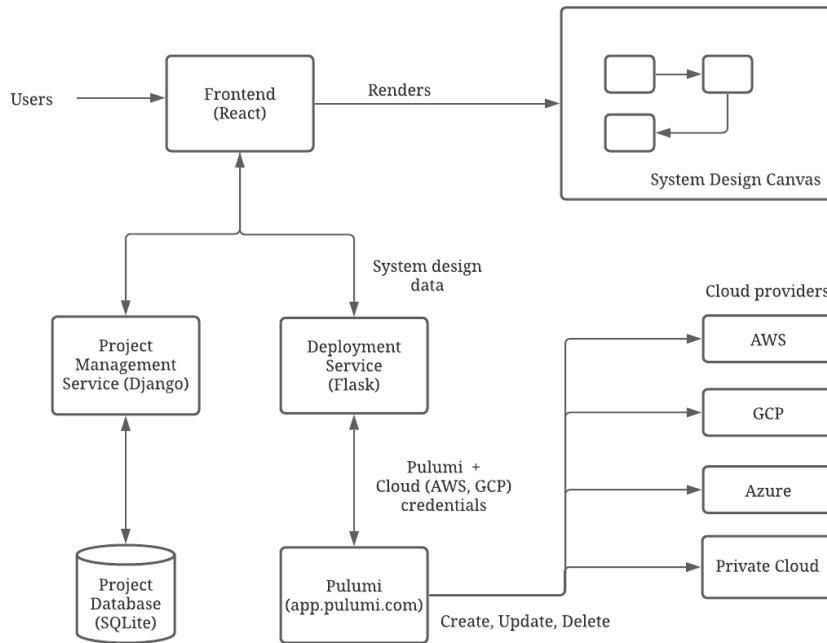 Users
Frontend
(React)
Renders
System Design Canvas
System design
data
Cloud providers
Project
Management
Service (Django)
Deployment
Service
(Flask)
AWS
GCP
Pulumi +
Cloud (AWS, GCP)
credentials
Azure
Project
Database
(SQLite)
Pulumi
(app.pulumi.com)
Create, Update, Delete
Private Cloud